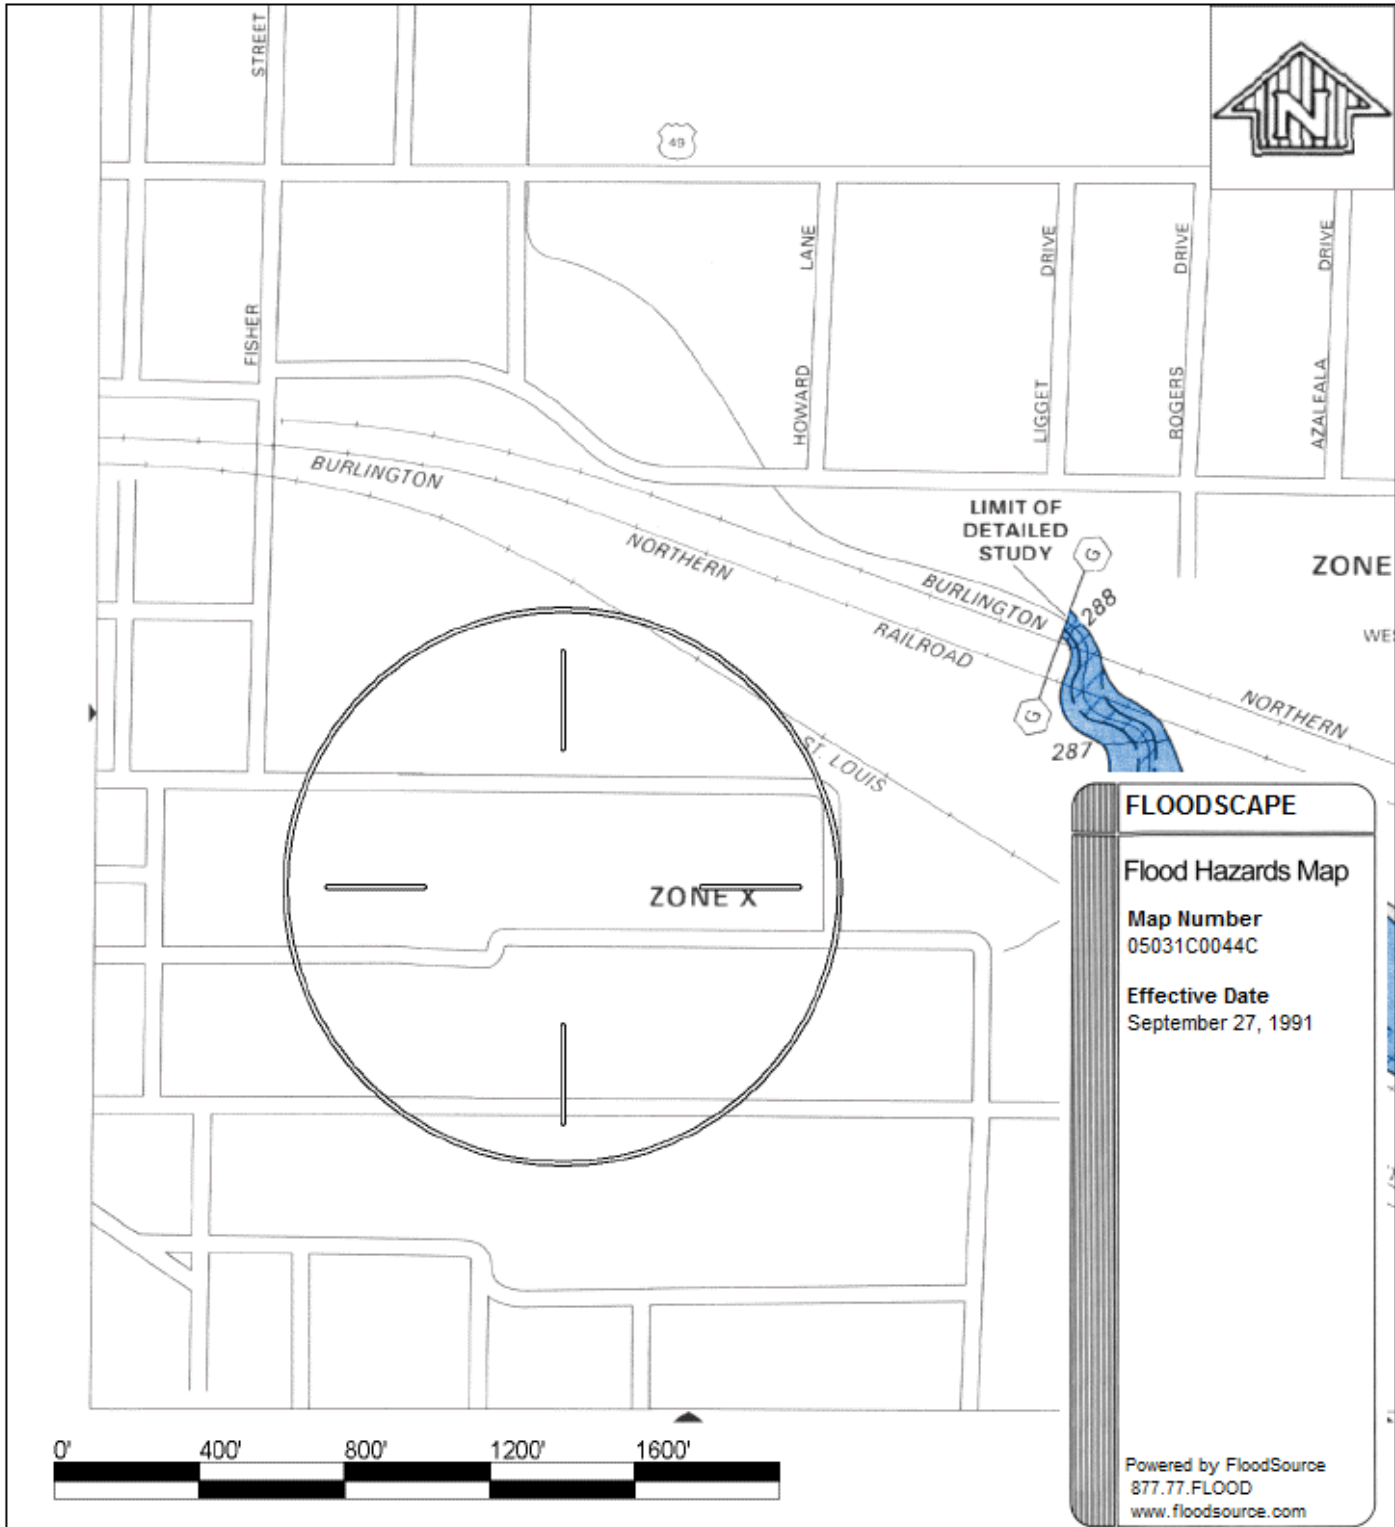 STREET
N
49
LANE
DRIVE
DRIVE
DRIVE
FISHER
HOWARD
LIGGET
ROGERS
AZALEALA
BURLINGTON
NORTHERN
LIMIT OF
DETAILED
STUDY
G
ZONE
BURLINGTON
288
RAILROAD
WES
G
287
NORTHERN
ST. LOUIS
ZONE X
FLOODSCAPE
Flood Hazards Map
Map Number
05031C0044C
Effective Date
September 27, 1991
0' 400' 800' 1200' 1600'
Powered by FloodSource
877.77.FLOOD
www.floodsource.com